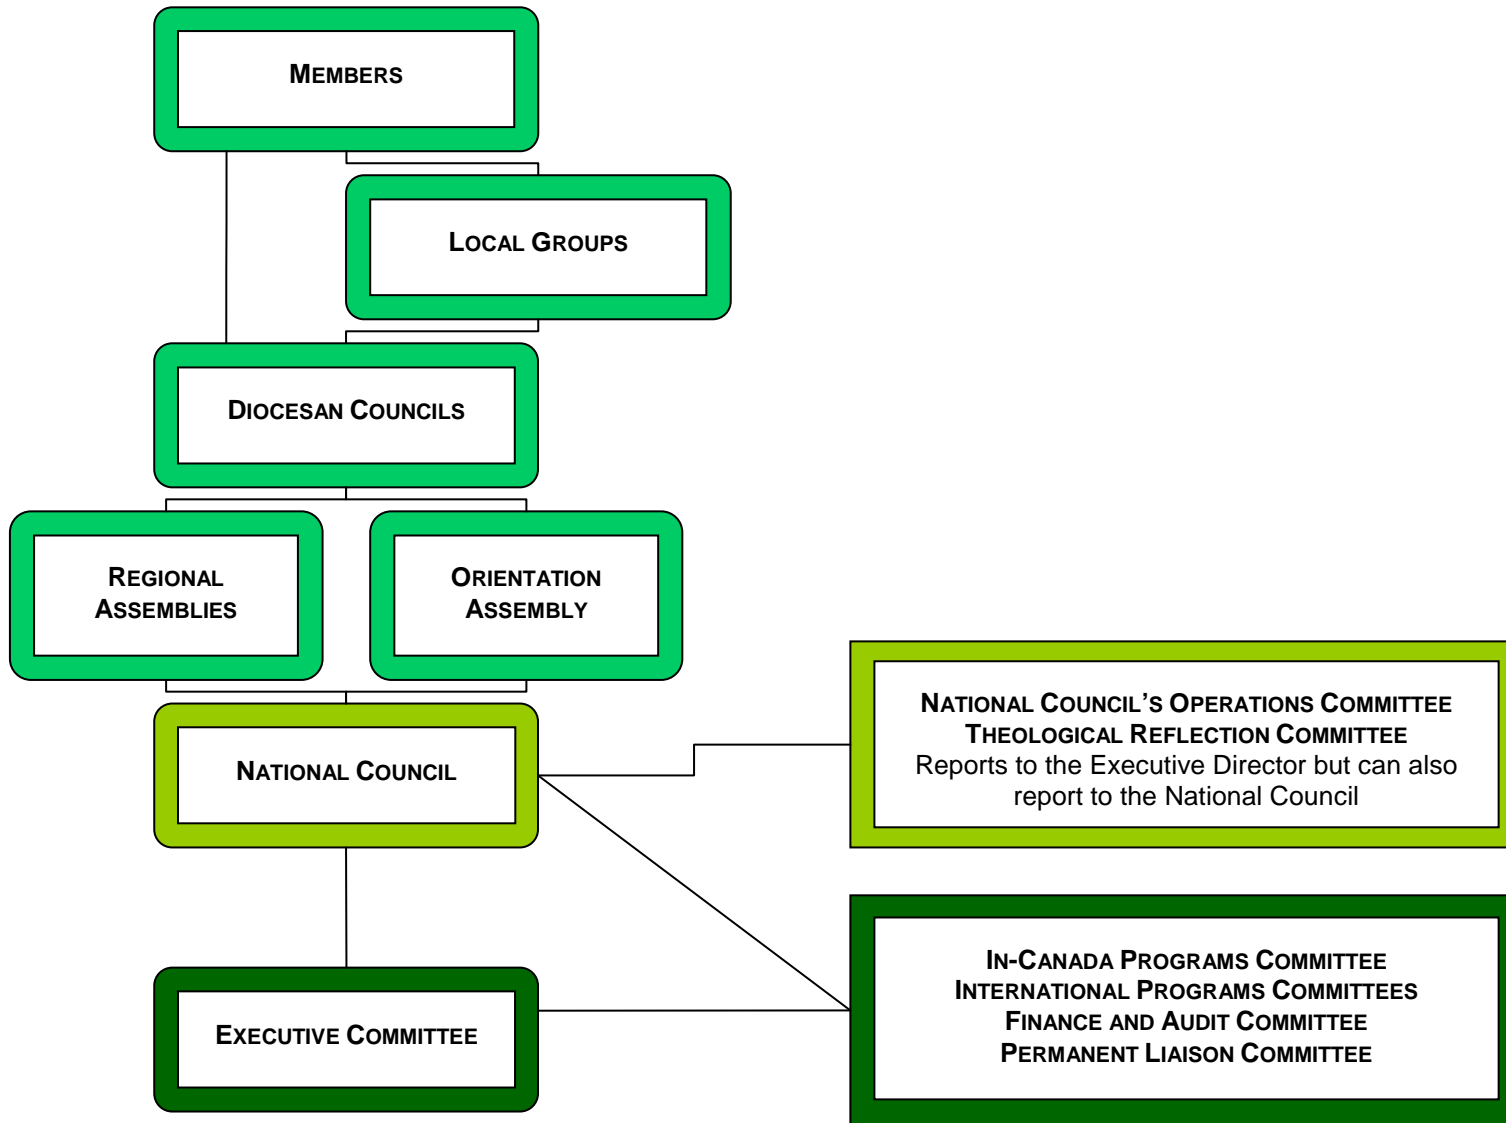 MEMBERS
LOCAL GROUPS
DIOCESAN COUNCILS
REGIONAL
ASSEMBLIES
ORIENTATION
ASSEMBLY
NATIONAL COUNCIL
NATIONAL COUNCIL’S OPERATIONS COMMITTEE
THEOLOGICAL REFLECTION COMMITTEE
Reports to the Executive Director but can also
report to the National Council
EXECUTIVE COMMITTEE
IN-CANADA PROGRAMS COMMITTEE
INTERNATIONAL PROGRAMS COMMITTEES
FINANCE AND AUDIT COMMITTEE
PERMANENT LIAISON COMMITTEE